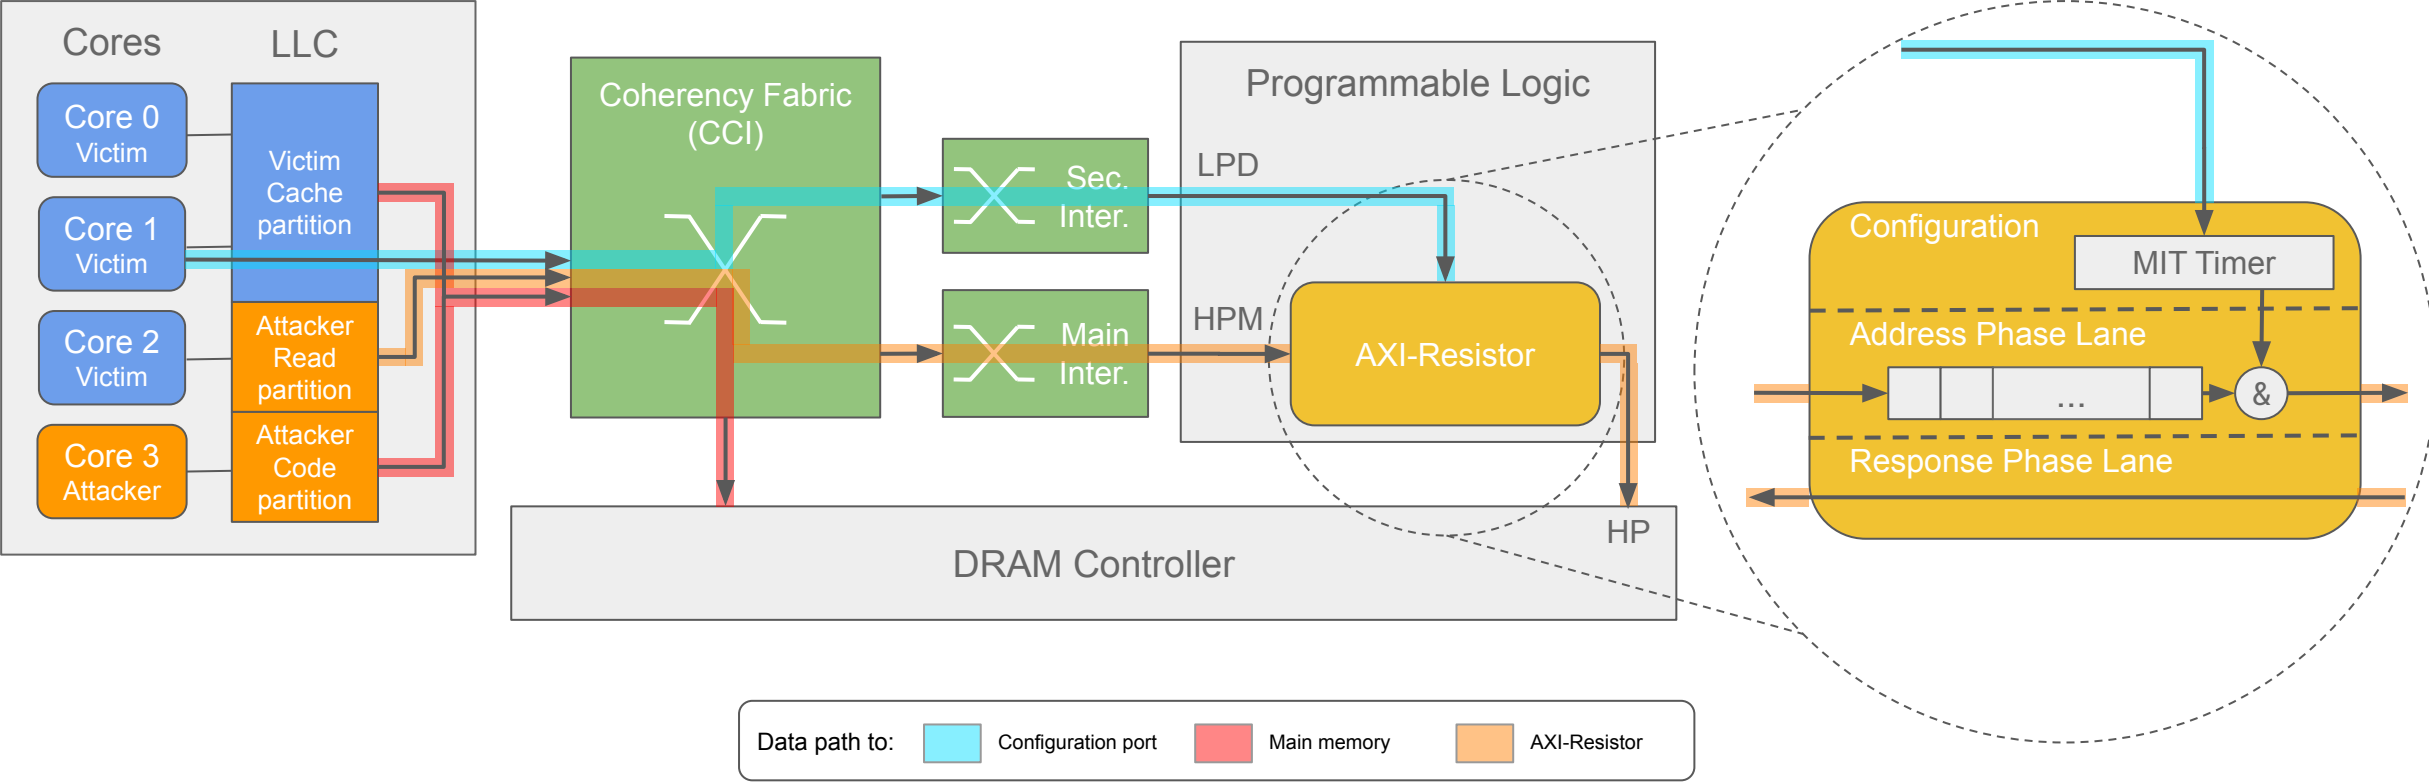 Cores
LLC
Core 0
Victim
Core 1
Victim
Core 2
Victim
Core 3
Attacker
Victim
Cache
partition
Attacker
Read
partition
Attacker
Code
partition
Coherency Fabric
(CCI)
Sec.
Inter.
Main
Inter.
Programmable Logic
LPD
HPM
AXI-Resistor
HP
DRAM Controller
Configuration
MIT Timer
Address Phase Lane
...
&
Response Phase Lane
Data path to:
Configuration port
Main memory
AXI-Resistor